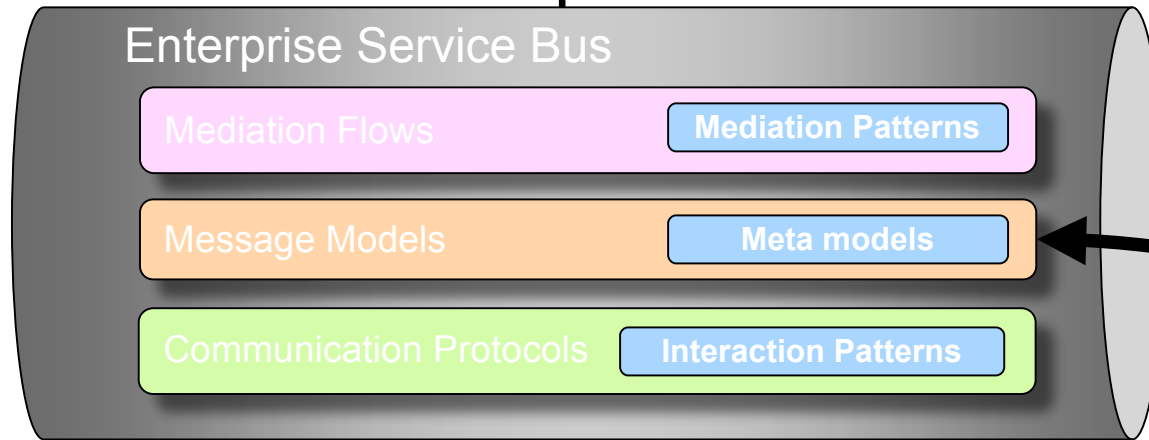 Enterprise Service Bus
Mediation Flows
Mediation Patterns
Message Models
Meta models
Communication Protocols
Interaction Patterns